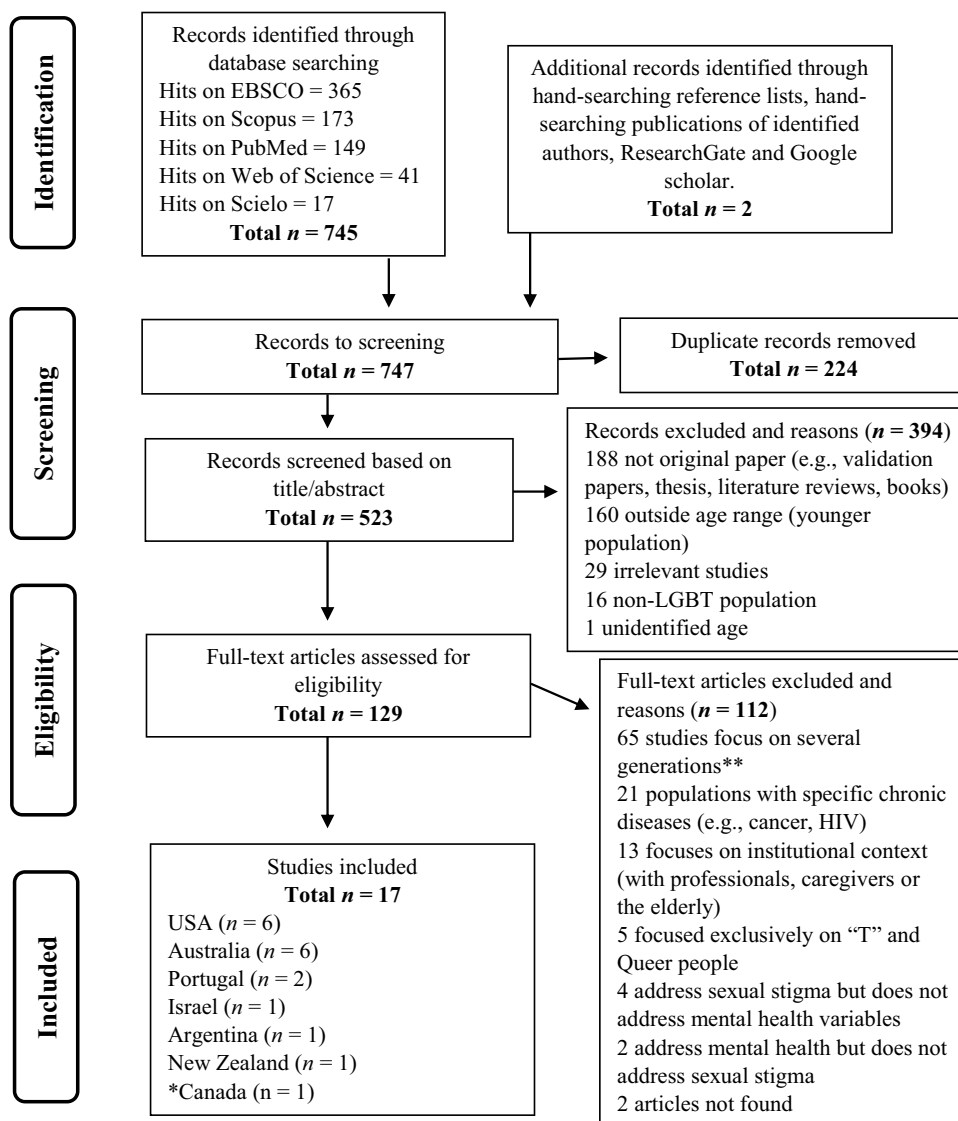 Identification
Records identified through
database searching
Hits on EBSCO = 365
Hits on Scopus = 173
Hits on PubMed = 149
Hits on Web of Science = 41
Hits on Scielo = 17
Total n = 745
Additional records identified through
hand-searching reference lists, hand-
searching publications of identified
authors, ResearchGate and Google
scholar.
Total n = 2
Screening
Records to screening
Total n = 747
Duplicate records removed
Total n = 224
Records screened based on
title/abstract
Total n = 523
Records excluded and reasons (n = 394)
188 not original paper (e.g., validation
papers, thesis, literature reviews, books)
160 outside age range (younger
population)
29 irrelevant studies
16 non-LGBT population
1 unidentified age
Eligibility
Full-text articles assessed for
eligibility
Total n = 129
Full-text articles excluded and
reasons (n = 112)
65 studies focus on several
generations**
21 populations with specific chronic
diseases (e.g., cancer, HIV)
13 focuses on institutional context
(with professionals, caregivers or
the elderly)
5 focused exclusively on “T” and
Queer people
4 address sexual stigma but does not
address mental health variables
2 address mental health but does not
address sexual stigma
2 articles not found
Included
Studies included
Total n = 17
USA (n = 6)
Australia (n = 6)
Portugal (n = 2)
Israel (n = 1)
Argentina (n = 1)
New Zealand (n = 1)
*Canada (n = 1)